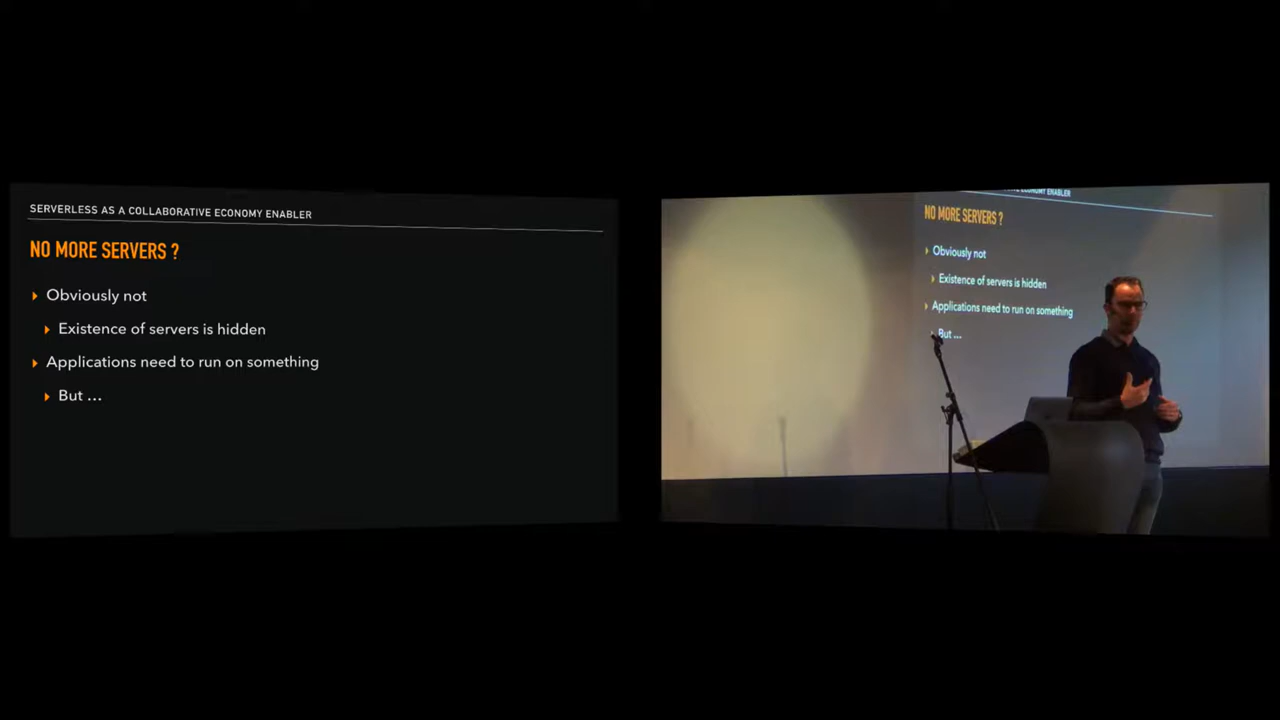 SERVERLESS AS A COLLABORATIVE ECONOMY ENABLER
NO MORE SERVERS ?
Obviously not
Existence of servers is hidden
Applications need to run on something
But ...
ECONOMY ENABLER
NO MORE SERVERS ?
Obviously not
Existence of servers is hidden
Applications need to run on something
But ...